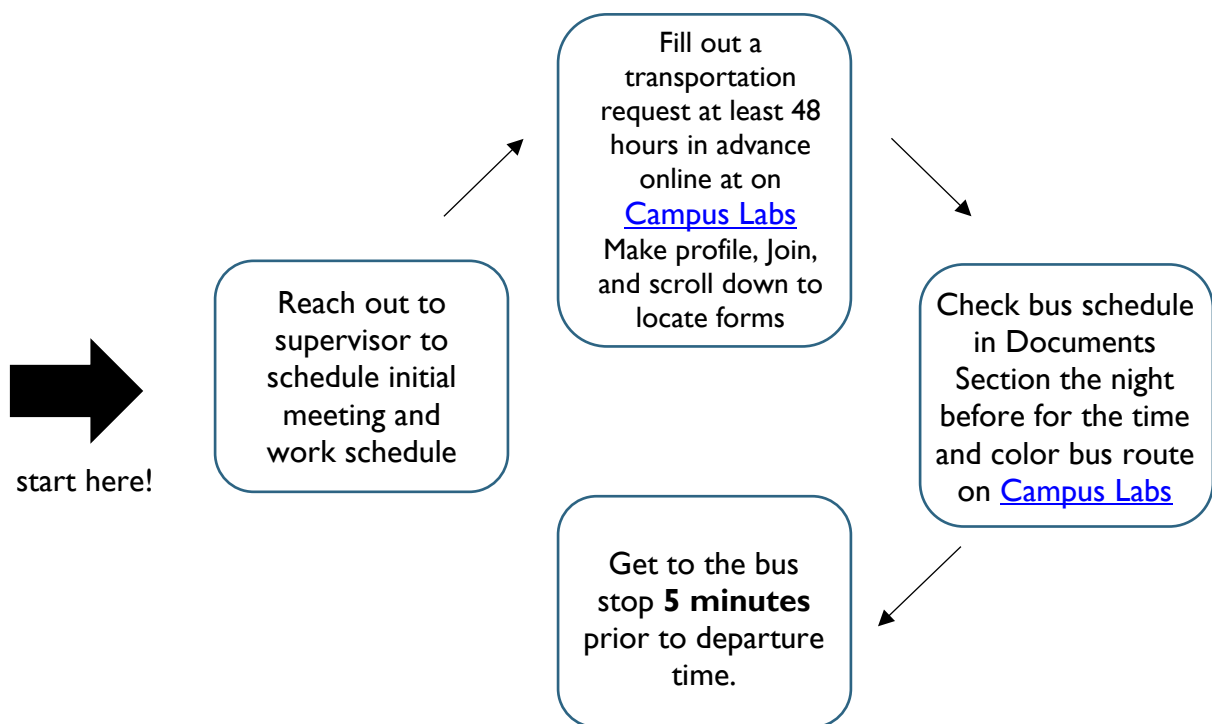 start here!
Reach out to
supervisor to
schedule initial
meeting and
work schedule
Fill out a
transportation
request at least 48
hours in advance
online at on
Campus Labs
Make profile, Join,
and scroll down to
locate forms
Check bus schedule
in Documents
Section the night
before for the time
and color bus route
on Campus Labs
Get to the bus
stop 5 minutes
prior to departure
time.